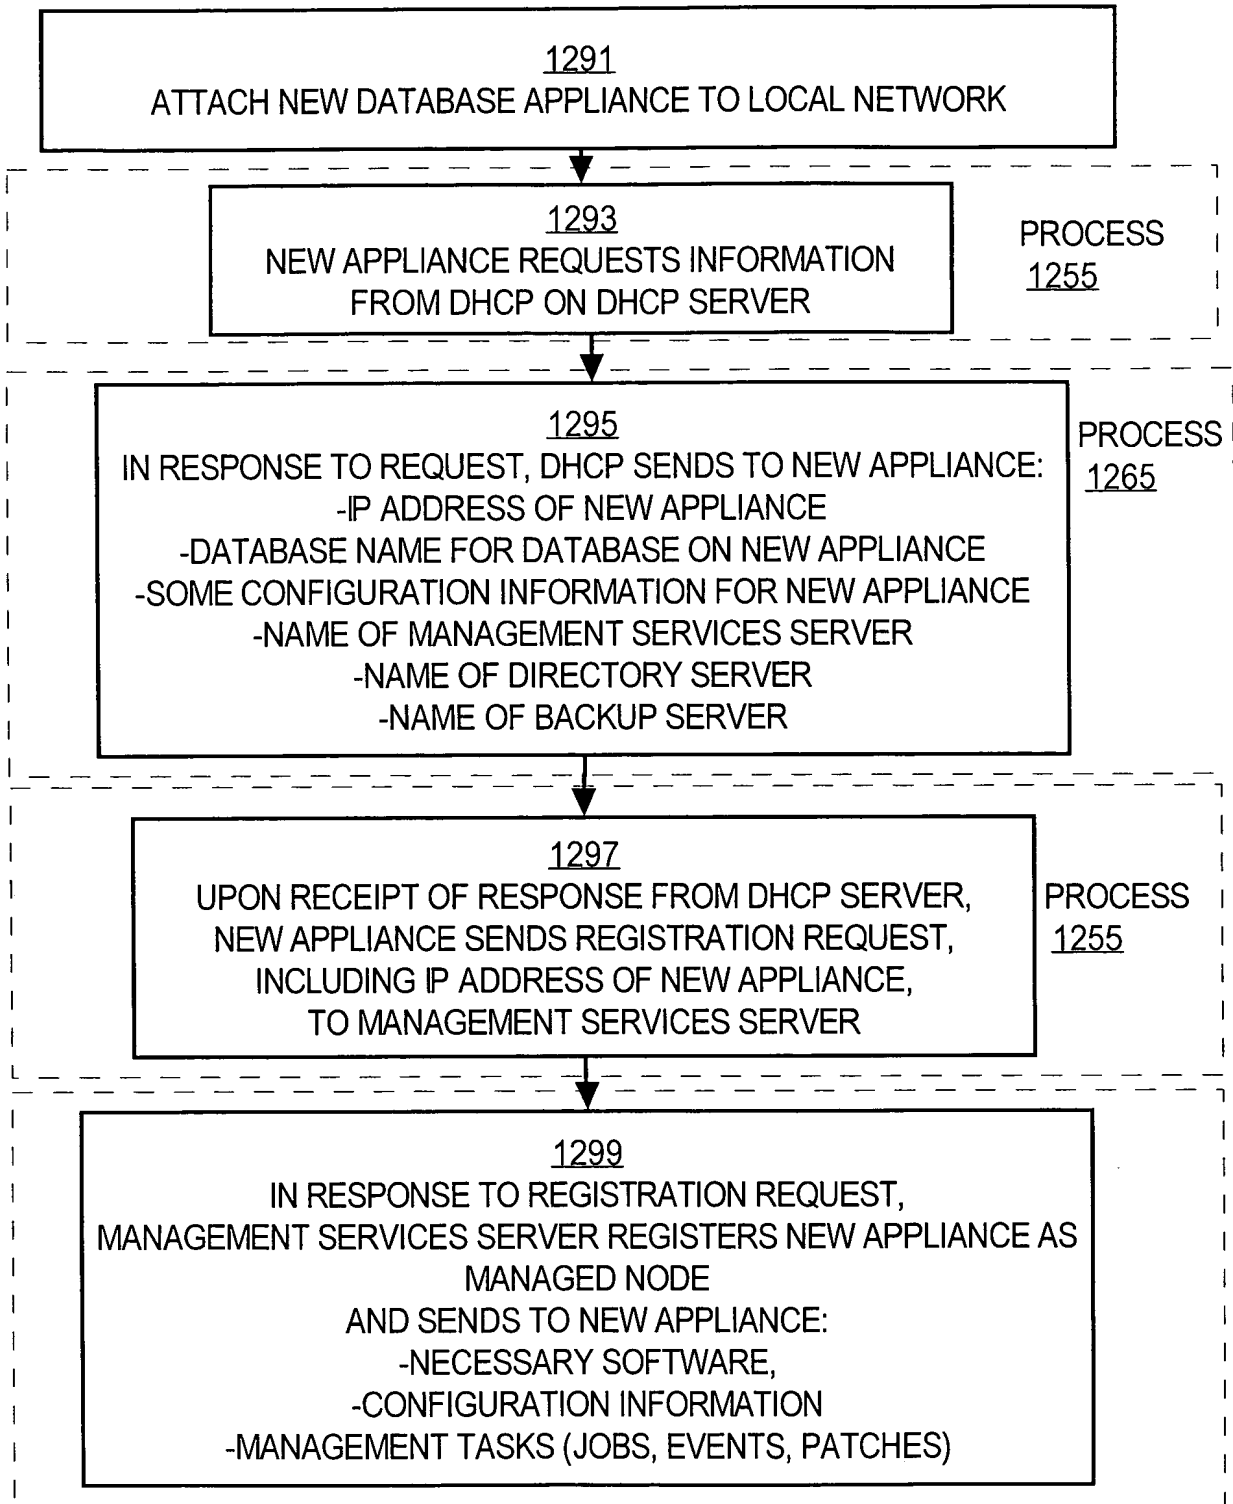 1291
ATTACH NEW DATABASE APPLIANCE TO LOCAL NETWORK
1293
NEW APPLIANCE REQUESTS INFORMATION
FROM DHCP ON DHCP SERVER
PROCESS
1255
1295
IN RESPONSE TO REQUEST, DHCP SENDS TO NEW APPLIANCE:
-IP ADDRESS OF NEW APPLIANCE
-DATABASE NAME FOR DATABASE ON NEW APPLIANCE
-SOME CONFIGURATION INFORMATION FOR NEW APPLIANCE
-NAME OF MANAGEMENT SERVICES SERVER
-NAME OF DIRECTORY SERVER
-NAME OF BACKUP SERVER
PROCESS
1265
1297
UPON RECEIPT OF RESPONSE FROM DHCP SERVER,
NEW APPLIANCE SENDS REGISTRATION REQUEST,
INCLUDING IP ADDRESS OF NEW APPLIANCE,
TO MANAGEMENT SERVICES SERVER
PROCESS
1255
1299
IN RESPONSE TO REGISTRATION REQUEST,
MANAGEMENT SERVICES SERVER REGISTERS NEW APPLIANCE AS
MANAGED NODE
AND SENDS TO NEW APPLIANCE:
-NECESSARY SOFTWARE,
-CONFIGURATION INFORMATION
-MANAGEMENT TASKS (JOBS, EVENTS, PATCHES)